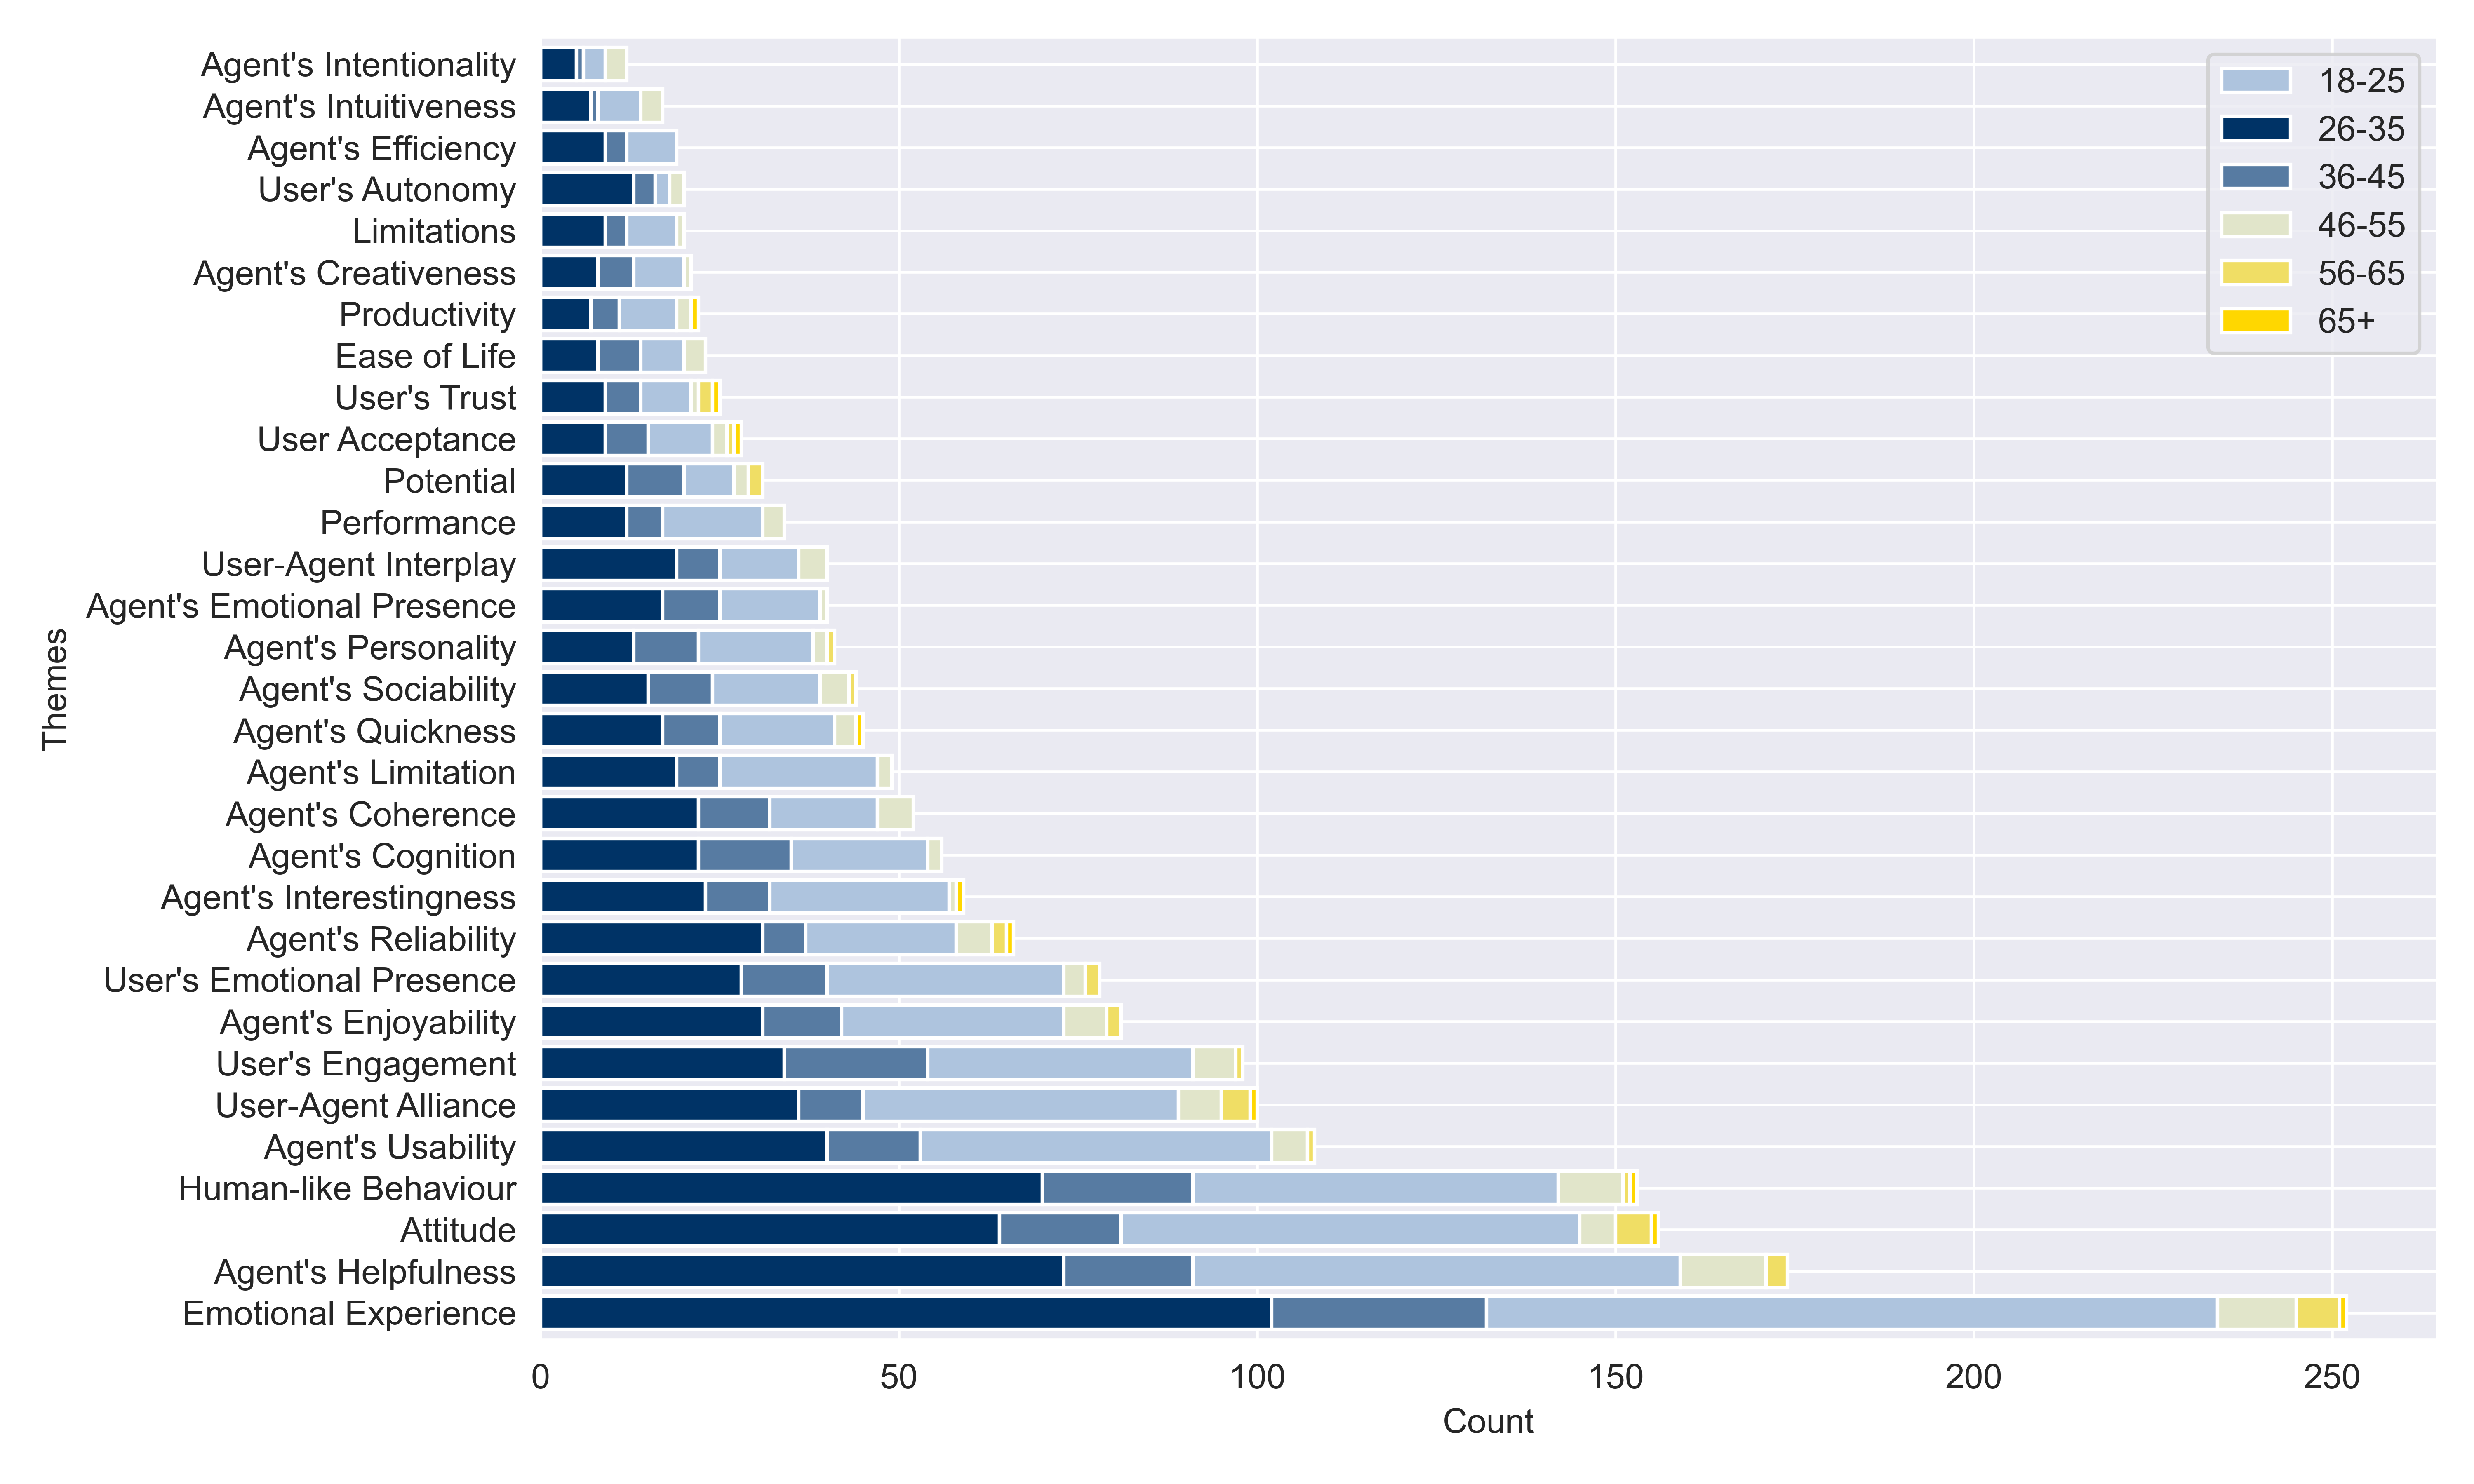 Agent's Intentionality
Agent's Intuitiveness
Agent's Efficiency
User's Autonomy
Limitations
Agent's Creativeness
Productivity
Ease of Life
User's Trust
User Acceptance
Potential
Performance
User-Agent Interplay
Agent's Emotional Presence
Agent's Personality
Agent's Sociability
Agent's Quickness
Agent's Limitation
Agent's Coherence
Agent's Cognition
Agent's Interestingness
Agent's Reliability
User's Emotional Presence
Agent's Enjoyability
User's Engagement
User-Agent Alliance
Agent's Usability
Human-like Behaviour
Attitude
Agent's Helpfulness
Emotional Experience
Themes
0 50 100 150 200 250
Count
18-25
26-35
36-45
46-55
56-65
65+